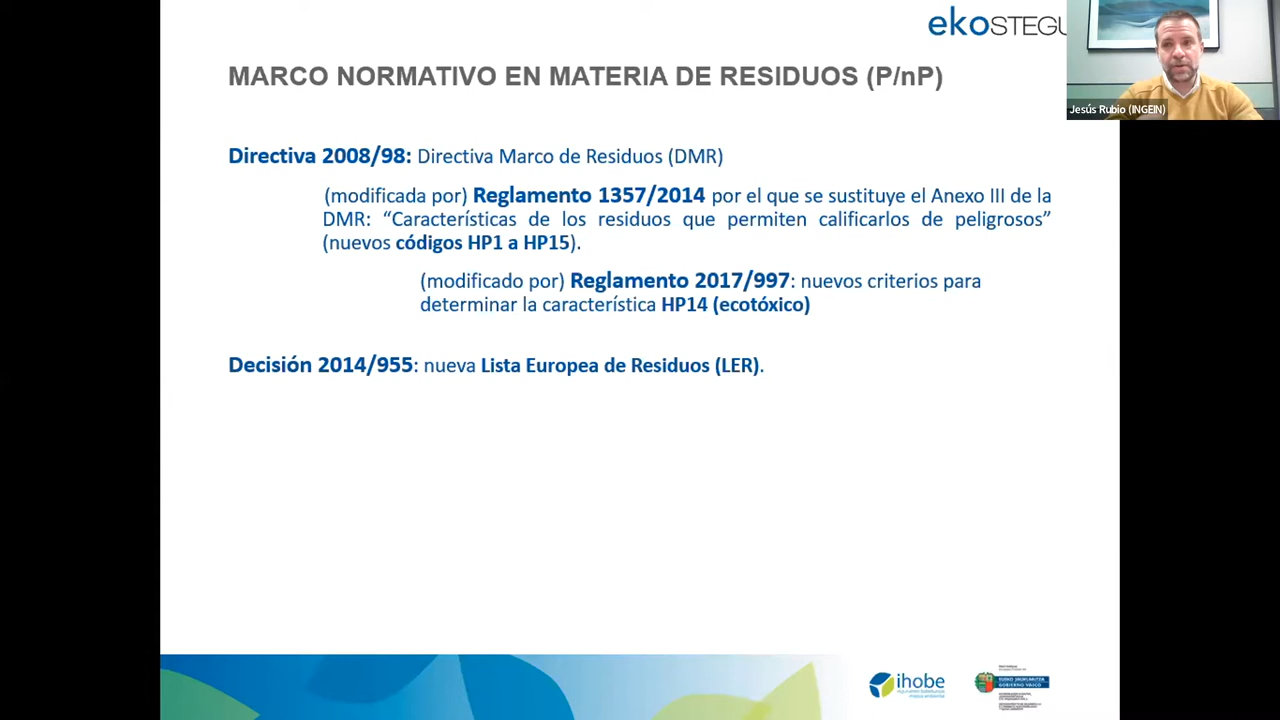 ekoSTEGU
MARCO NORMATIVO EN MATERIA DE RESIDUOS (P/nP)
Jesús Rubio (INGEIN)
Directiva 2008/98: Directiva Marco de Residuos (DMR)
(modificada por) Reglamento 1357/2014 por el que se sustituye el Anexo III de la
DMR: “Características de los residuos que permiten calificarlos de peligrosos”
(nuevos códigos HP1 a HP15).
(modificado por) Reglamento 2017/997: nuevos criterios para
determinar la característica HP14 (ecotóxico)
Decisión 2014/955: nueva Lista Europea de Residuos (LER).
ihobe
EUSKO JAURLARITZA
GOBIERNO VASCO